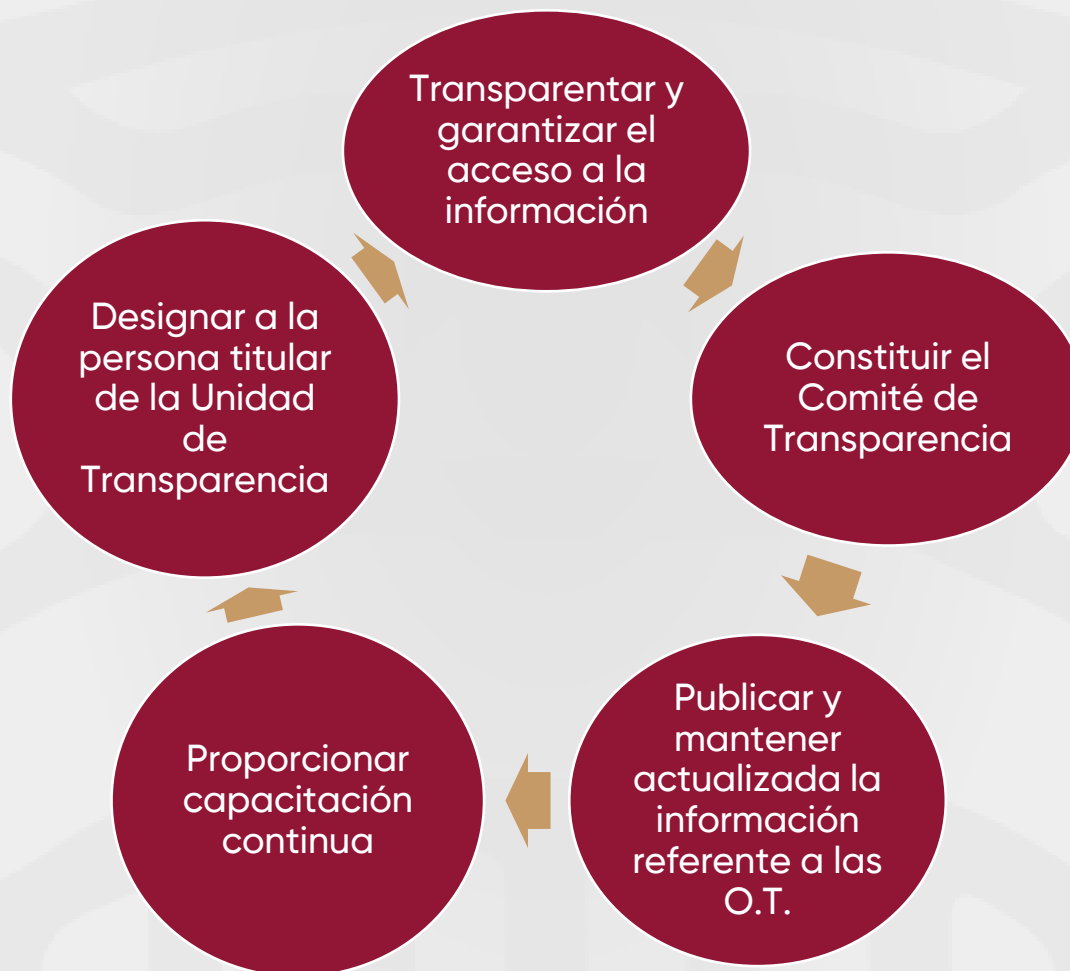 Transparentar y
garantizar el
acceso a la
información
Constituir el
Comité de
Transparencia
Publicar y
mantener
actualizada la
información
referente a las
O.T.
Proporcionar
capacitación
continua
Designar a la
persona titular
de la Unidad
de
Transparencia